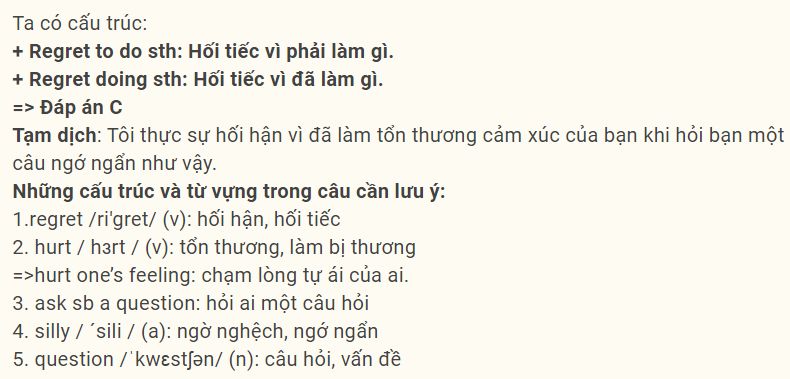 Ta có cấu trúc:
+ Regret to do sth: Hối tiếc vì phải làm gì.
+ Regret doing sth: Hối tiếc vì đã làm gì.
=> Đáp án C
Tạm dịch: Tôi thực sự hối hận vì đã làm tổn thương cảm xúc của bạn khi hỏi bạn một
câu ngớ ngẩn như vậy.
Những cấu trúc và từ vựng trong câu cần lưu ý:
1.regret /ri'gret/ (v): hối hận, hối tiếc
2. hurt / hɜrt / (v): tổn thương, làm bị thương
=>hurt one’s feeling: chạm lòng tự ái của ai.
3. ask sb a question: hỏi ai một câu hỏi
4. silly / ´sili / (a): ngờ nghệch, ngớ ngẩn
5. question /ˈkwɛstʃən/ (n): câu hỏi, vấn đề